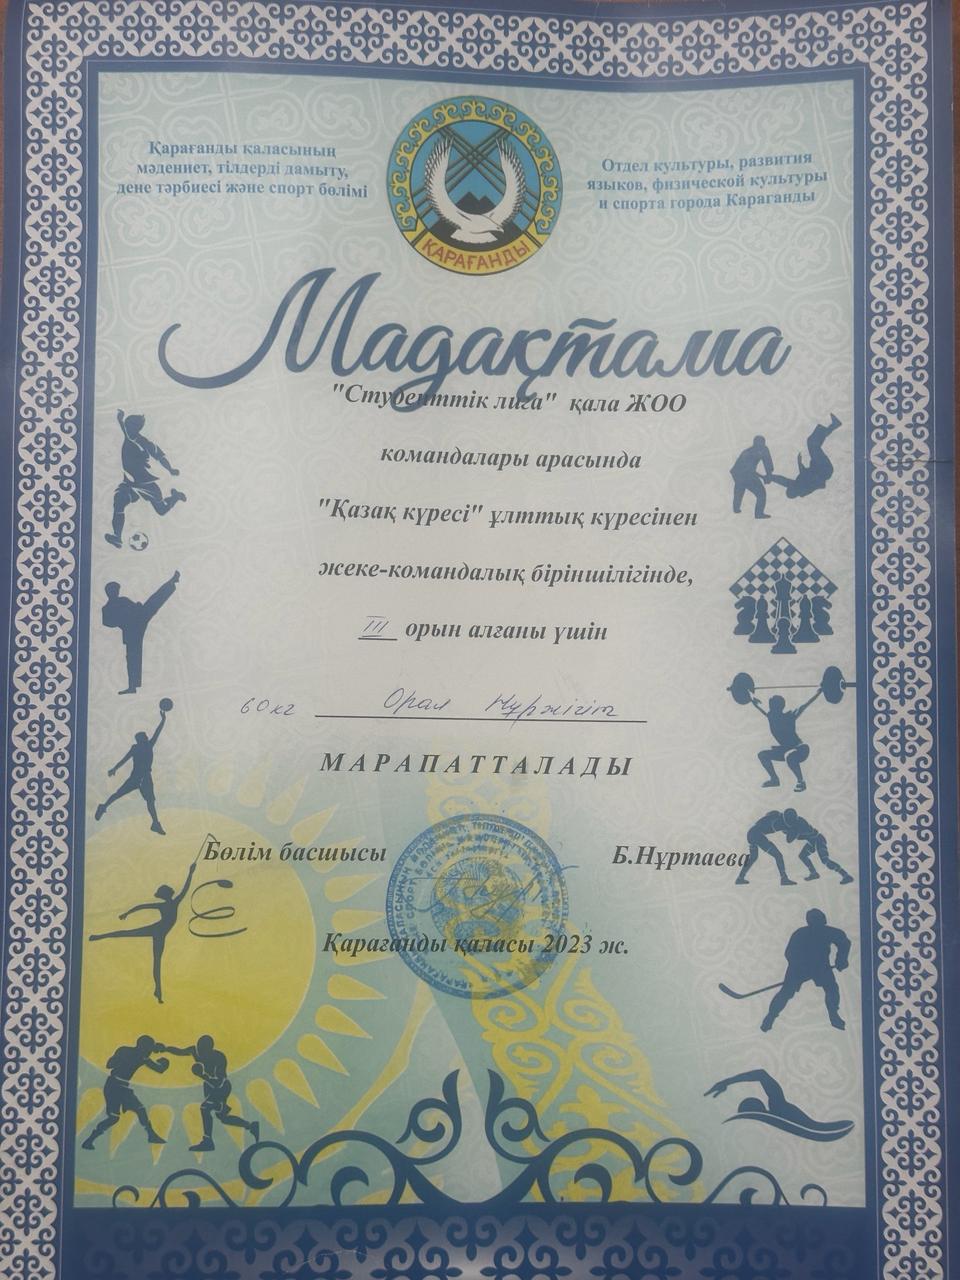 Қарағанды қаласының
мәдениет, тілдерді дамыту,
дене тәрбиесі және спорт бөлімі
Отдел культуры, развития
языков, физической культуры
и спорта города Караганды
ҚАРАҒАНДЫ
Мадақтама
"Студенттік лига" қала ЖОО
командалары арасында
"Қазақ күресі" ұлттық күресінен
жеке-командалық біріншілігінде,
III орын алғаны үшін
60 кг Орал Нұржігіт
МАРАПАТТАЛАДЫ
Бөлім басшысы Б.Нұртаева
Қарағанды қаласы 2023 ж.